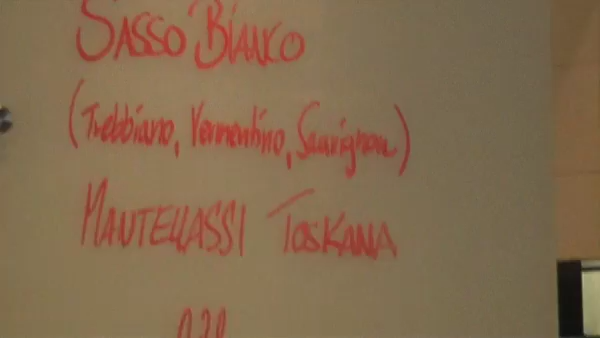 SASSO BIANCO
(Trebbiano, Vermentino, Sauvignon)
MANTELLASSI TOSKANA